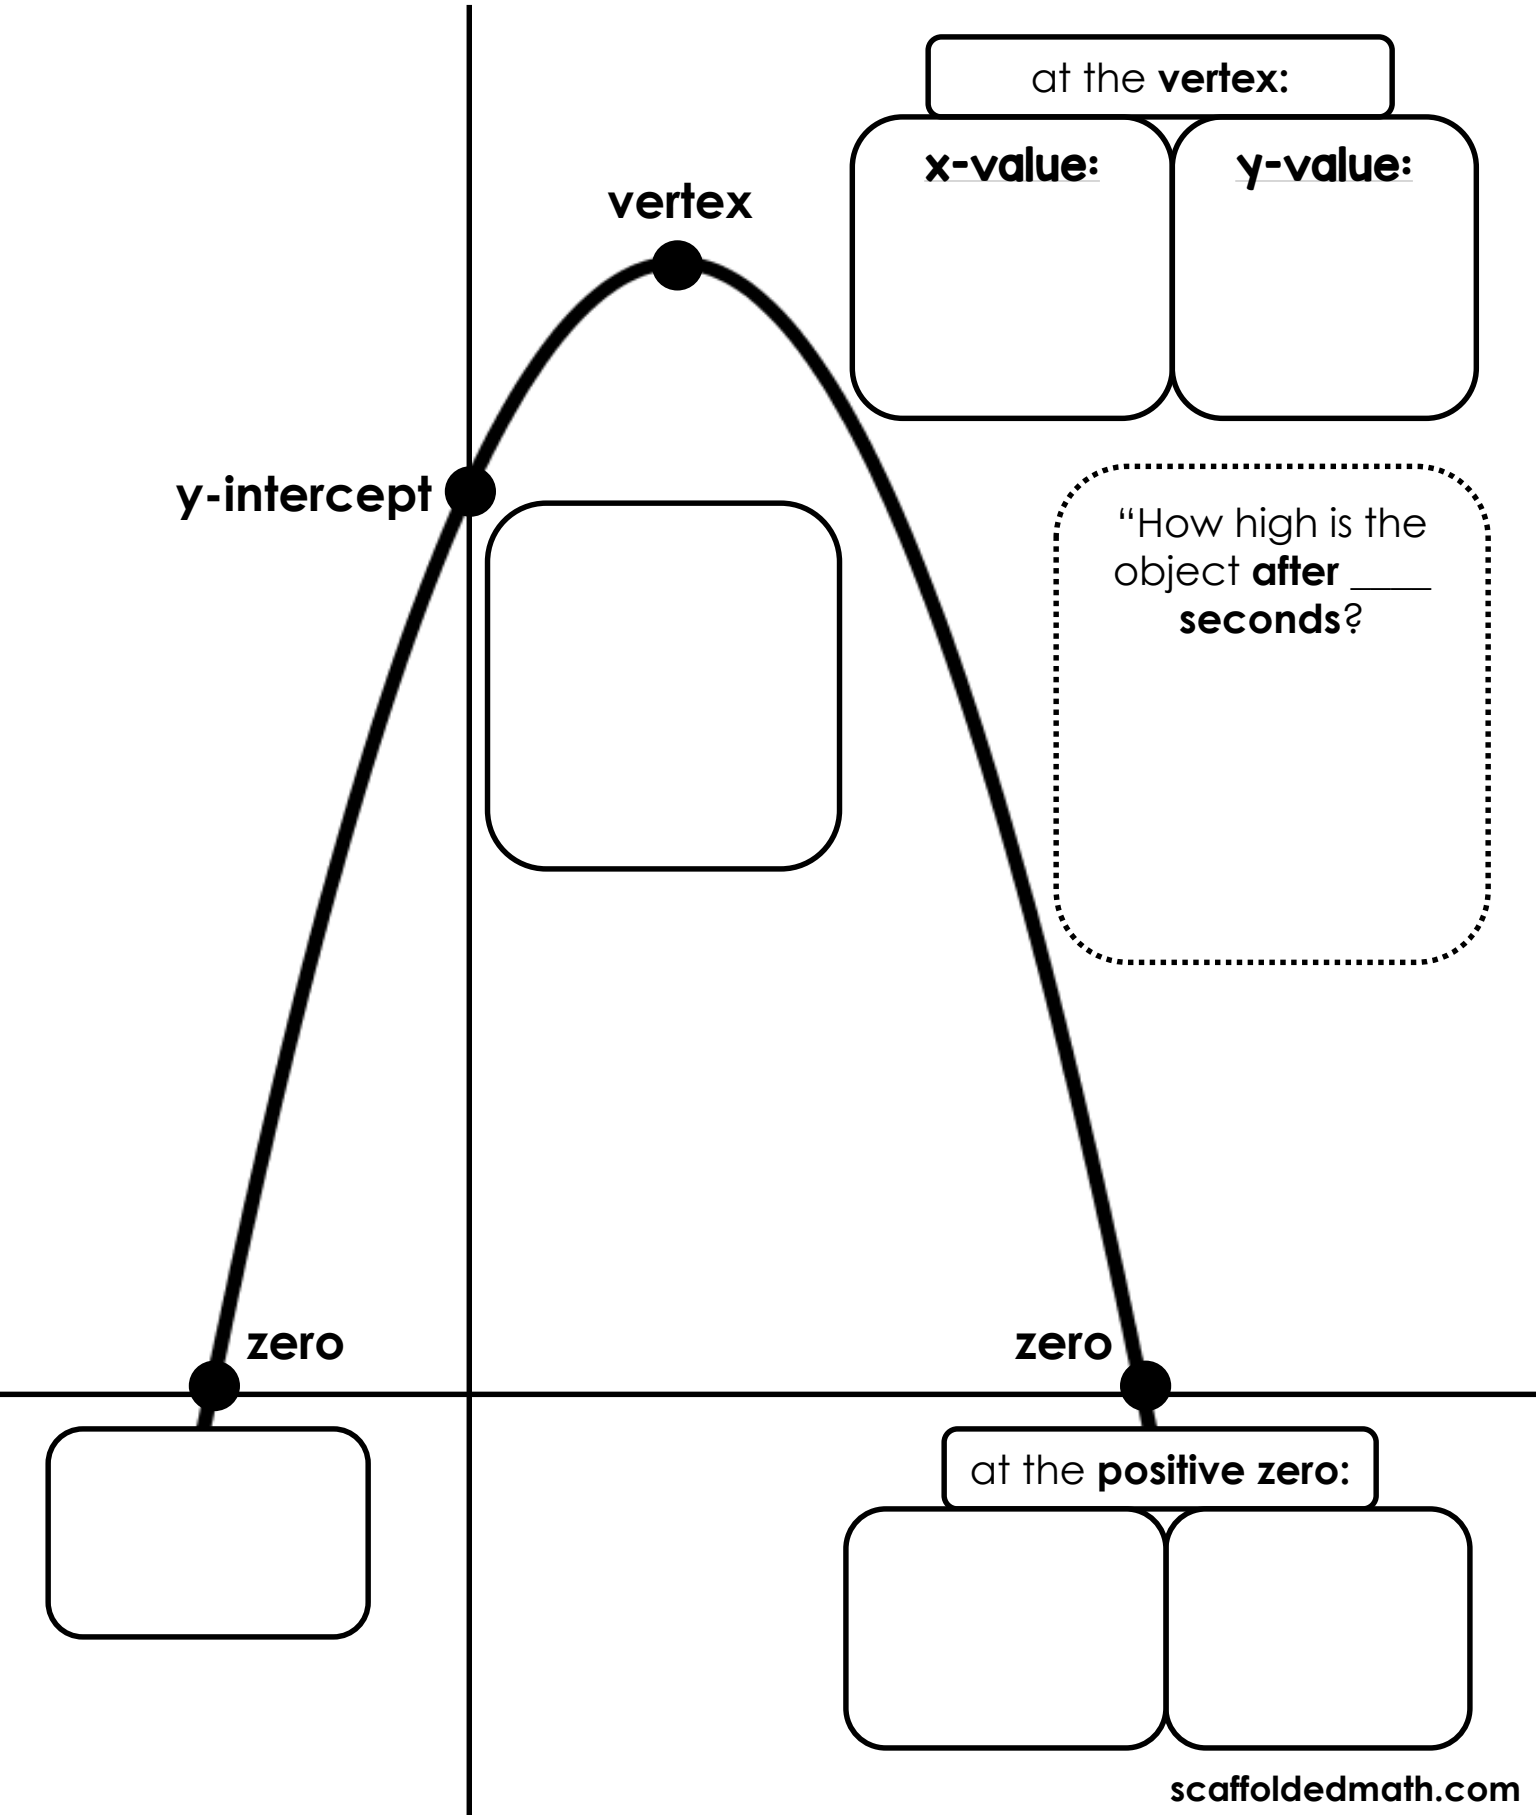 at the vertex:
x-value:
y-value:
vertex
y-intercept
“How high is the
object after ____
seconds?
zero
zero
at the positive zero:
scaffoldedmath.com